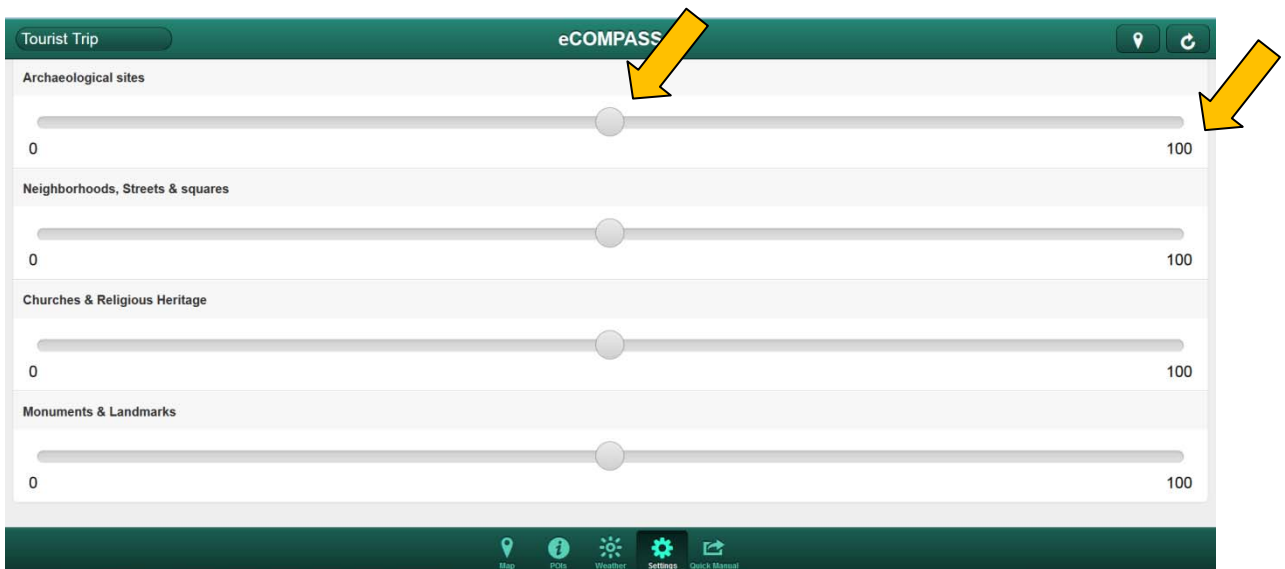 Tourist Trip eCOMPASS
Archaeological sites
0 100
Neighborhoods, Streets & squares
0 100
Churches & Religious Heritage
0 100
Monuments & Landmarks
0 100
Map POIs Weather Settings Quick Manual